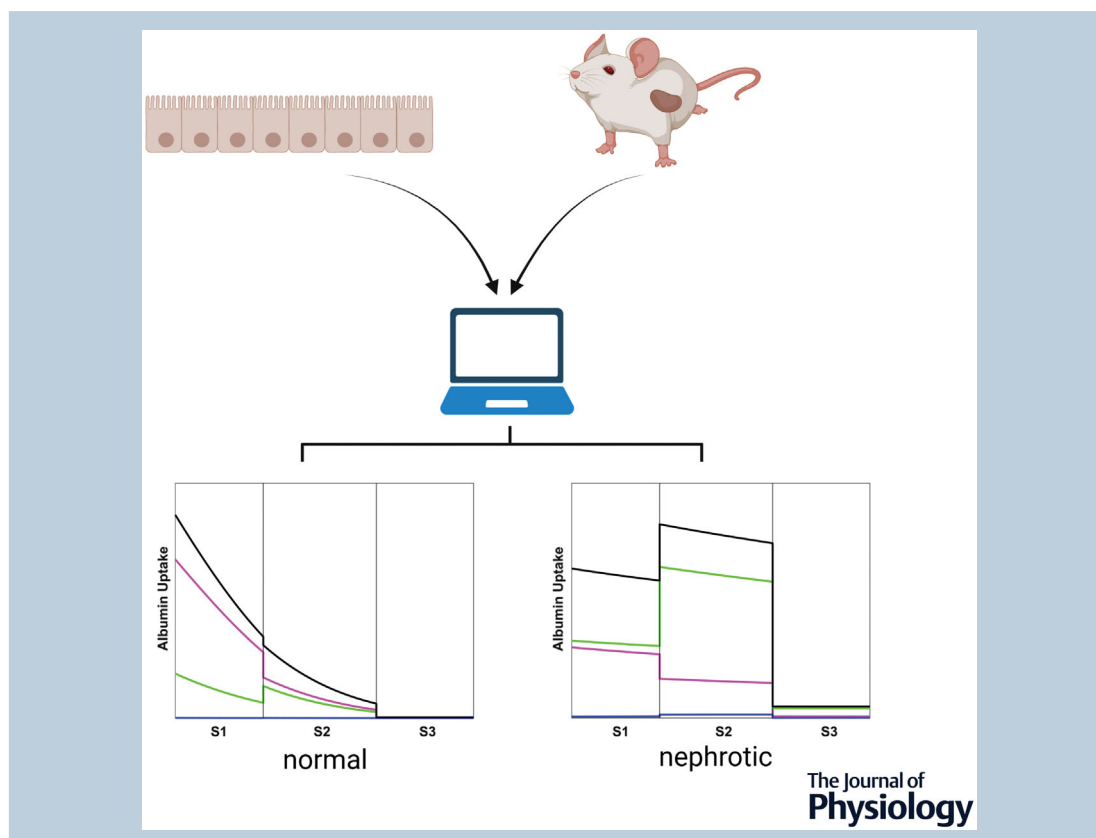 Albumin Uptake
S1 S2 S3
normal
Albumin Uptake
S1 S2 S3
nephrotic
The Journal of
Physiology